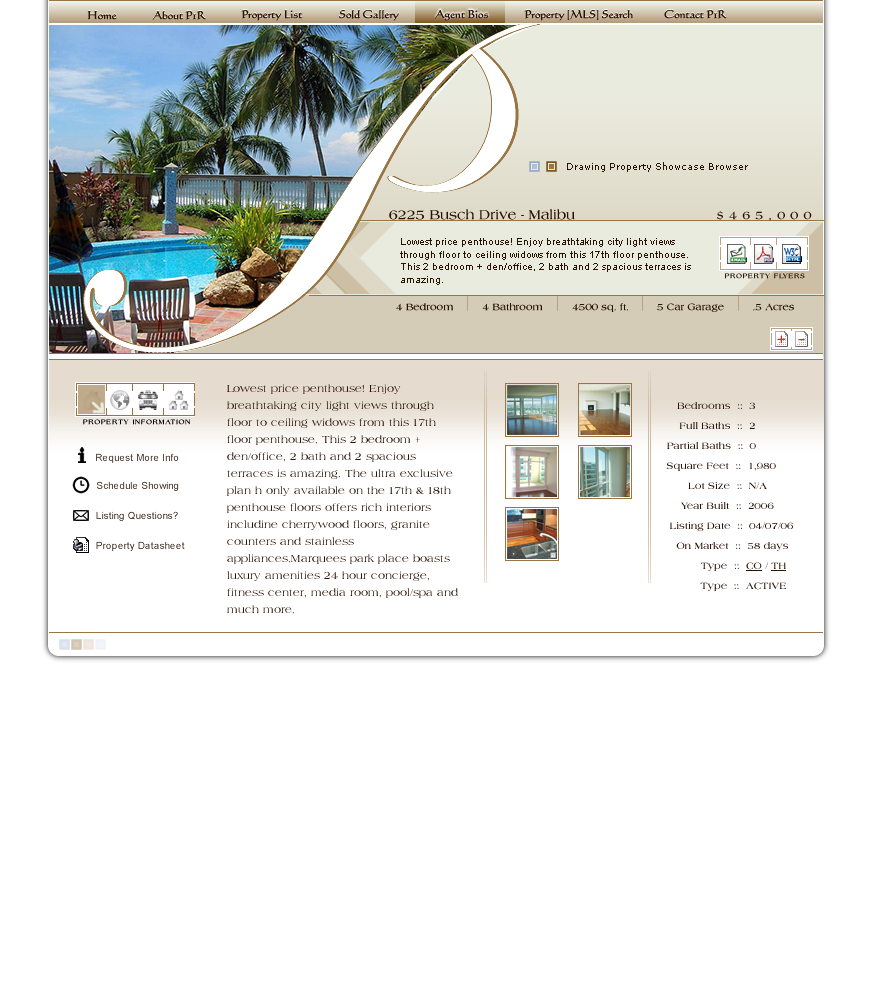 Home About P1R Property List Sold Gallery Agent Bios Property [MLS] Search Contact P1R
Drawing Property Showcase Browser
6225 Busch Drive - Malibu $465,000
Lowest price penthouse! Enjoy breathtaking city light views
through floor to ceiling widows from this 17th floor penthouse.
This 2 bedroom + den/office, 2 bath and 2 spacious terraces is
amazing.
PROPERTY FLYERS
4 Bedroom 4 Bathroom 4500 sq. ft. 5 Car Garage .5 Acres
PROPERTY INFORMATION
Request More Info
Schedule Showing
Listing Questions?
Property Datasheet
Lowest price penthouse! Enjoy
breathtaking city light views through
floor to ceiling widows from this 17th
floor penthouse. This 2 bedroom +
den/office, 2 bath and 2 spacious
terraces is amazing. The ultra exclusive
plan h only available on the 17th & 18th
penthouse floors offers rich interiors
includine cherrywood floors, granite
counters and stainless
appliances,Marquees park place boasts
luxury amenities 24 hour concierge,
fitness center, media room, pool/spa and
much more.
Bedrooms :: 3
Full Baths :: 2
Partial Baths :: 0
Square Feet :: 1,980
Lot Size :: N/A
Year Built :: 2006
Listing Date :: 04/07/06
On Market :: 58 days
Type :: CO / TH
Type :: ACTIVE